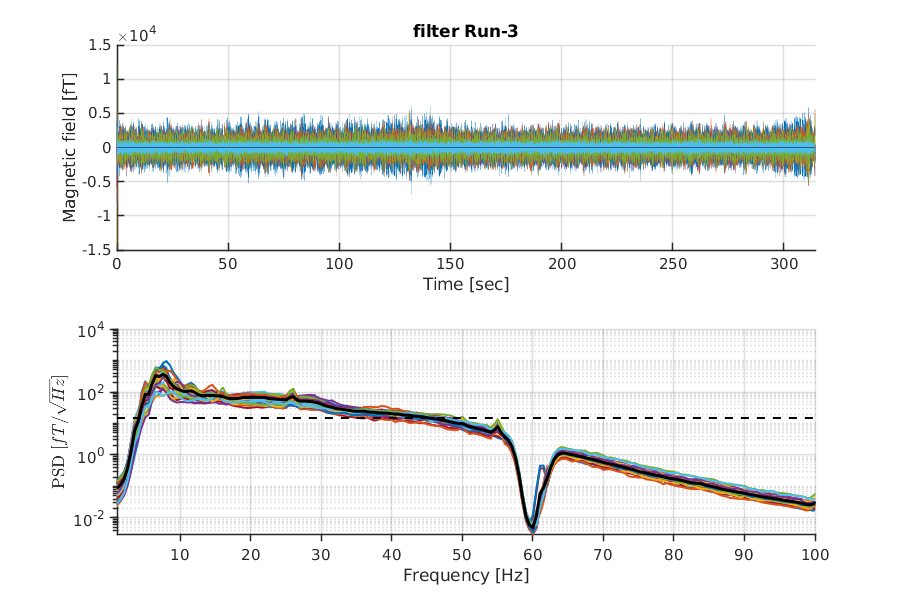 filter Run-3
×10^4
1.5
1
0.5
0
-0.5
-1
-1.5
Magnetic field [fT]
0 50 100 150 200 250 300
Time [sec]
10^4
10^2
10^0
10^-2
PSD [fT/√Hz]
10 20 30 40 50 60 70 80 90 100
Frequency [Hz]